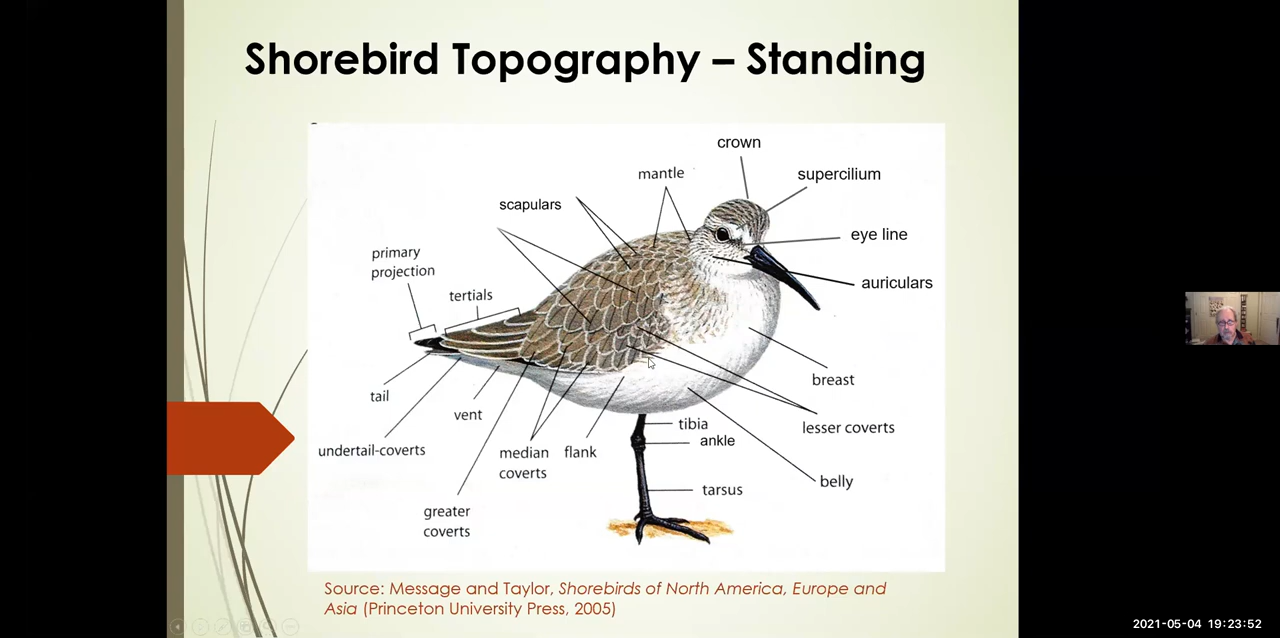 Shorebird Topography – Standing
crown
supercilium
mantle
scapulars
eye line
primary
projection
auriculars
tertials
breast
tail
vent
lesser coverts
tibia
ankle
undertail-coverts
median
coverts
flank
belly
tarsus
greater
coverts
Source: Message and Taylor, Shorebirds of North America, Europe and
Asia (Princeton University Press, 2005)
2021-05-04 19:23:52